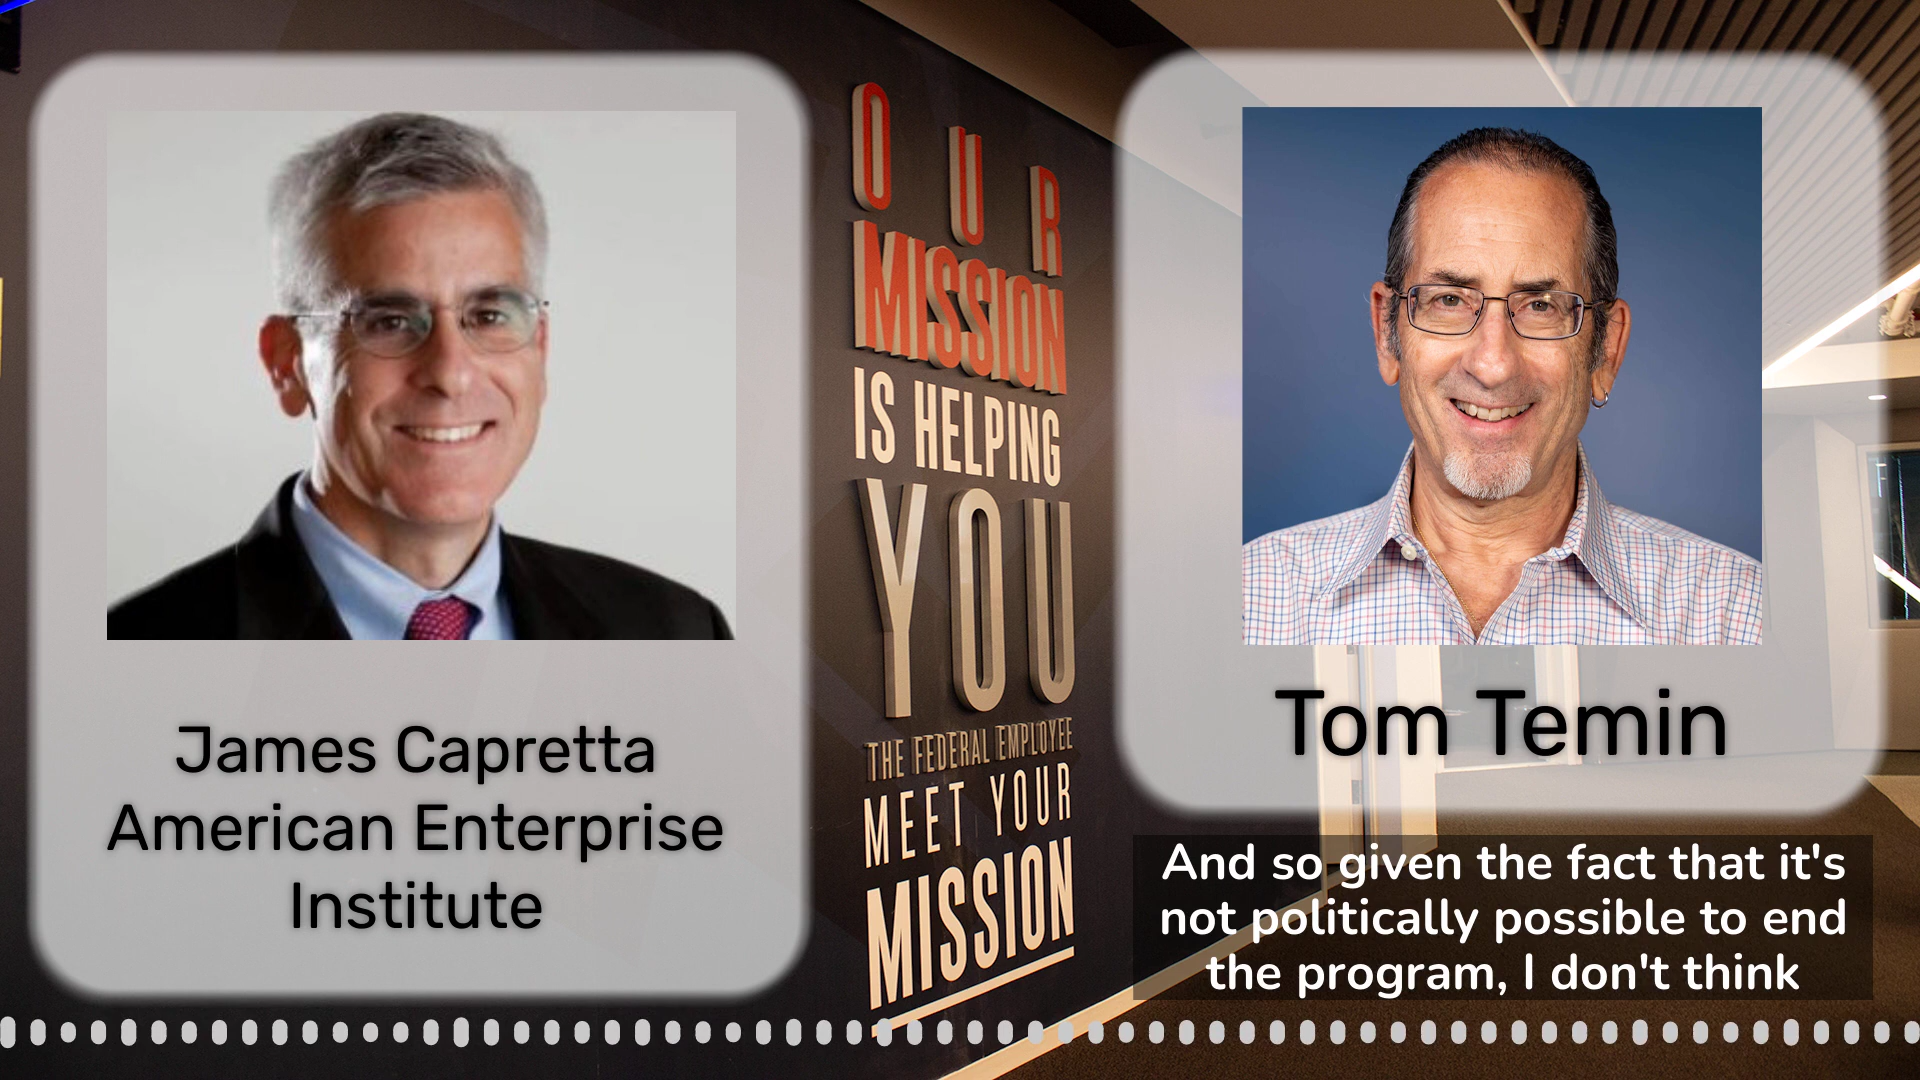 James Capretta
American Enterprise
Institute
OUR
MISSION
IS HELPING
YOU
THE FEDERAL EMPLOYEE
MEET YOUR
MISSION
Tom Temin
And so given the fact that it's
not politically possible to end
the program, I don't think